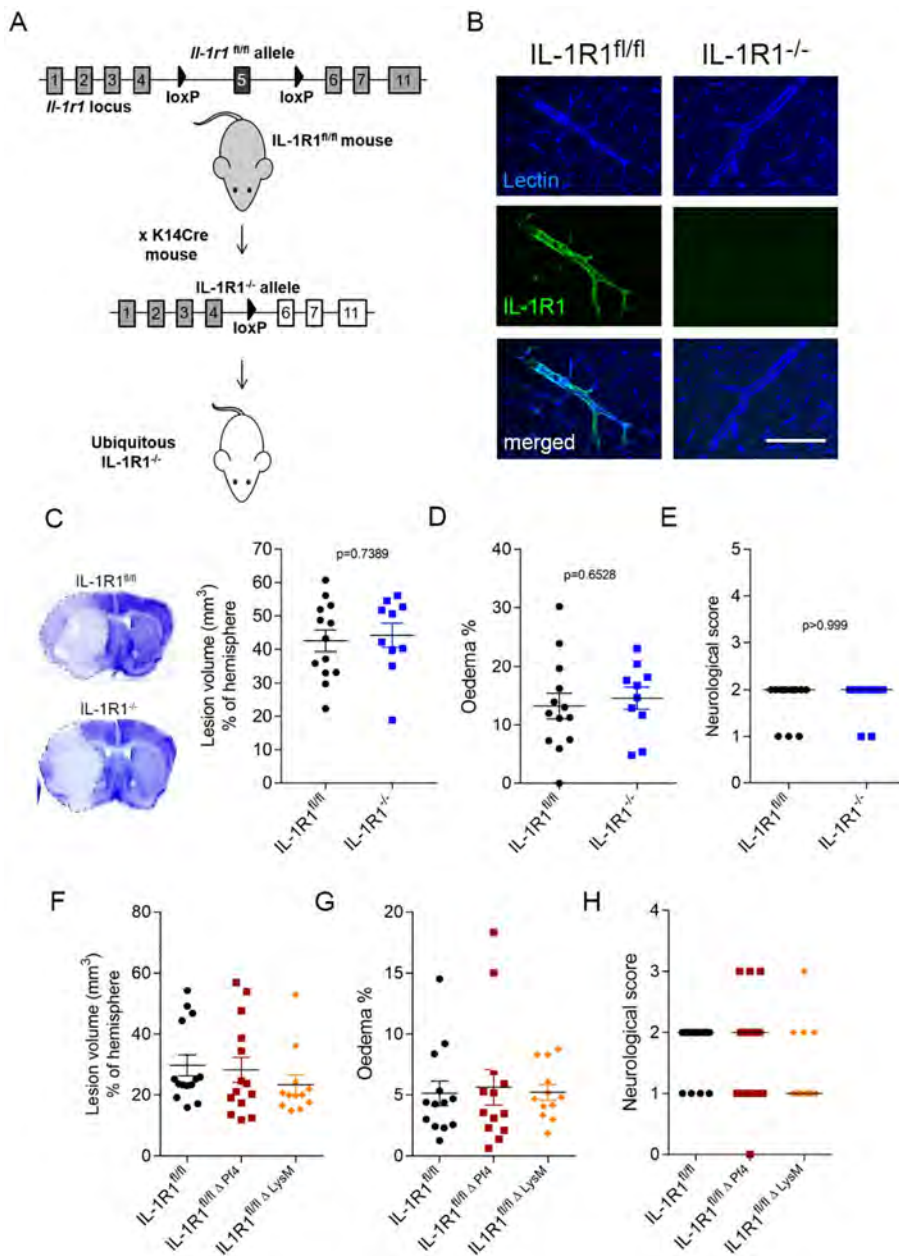 A
Il-1r1 fl/fl allele
1 2 3 4 5 6 7 11
Il-1r1 locus loxP loxP
IL-1R1fl/fl mouse
x K14Cre
mouse
IL-1R1-/- allele
1 2 3 4 6 7 11
loxP
Ubiquitous
IL-1R1-/-
B
IL-1R1fl/fl IL-1R1-/-
Lectin
IL-1R1
merged
C
IL-1R1fl/fl
IL-1R1-/-
Lesion volume (mm3)
% of hemisphere
70
60
50
40
30
20
10
0
p=0.7389
IL-1R1fl/fl
IL-1R1-/-
D
Oedema %
40
30
20
10
0
p=0.6528
IL-1R1fl/fl
IL-1R1-/-
E
Neurological score
5
4
3
2
1
p>0.999
IL-1R1fl/fl
IL-1R1-/-
F
Lesion volume (mm3)
% of hemisphere
80
60
40
20
0
IL-1R1fl/fl
IL-1R1fl/fl Δ Pf4
IL1R1fl/fl Δ LysM
G
Oedema %
20
15
10
5
0
IL-1R1fl/fl
IL-1R1fl/fl Δ Pf4
IL1R1fl/fl Δ LysM
H
Neurological score
4
3
2
1
0
IL-1R1fl/fl
IL-1R1fl/fl Δ Pf4
IL1R1fl/fl Δ LysM